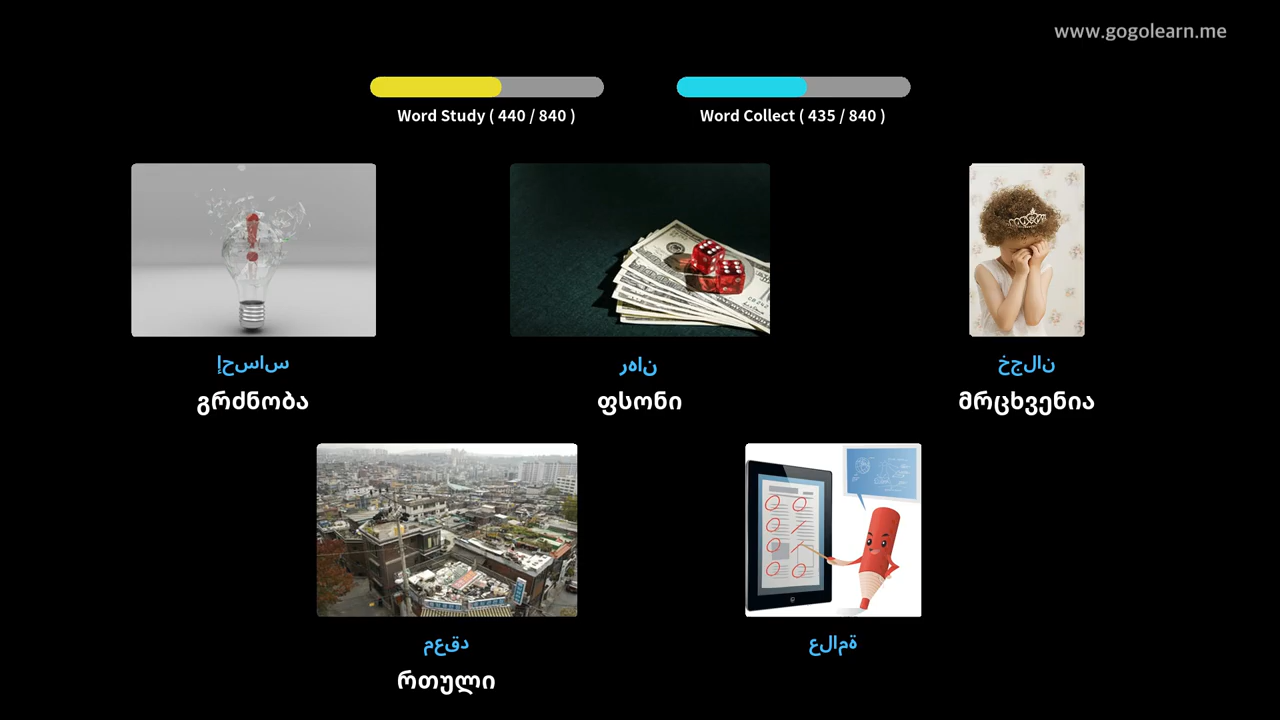 www.gogolearn.me
Word Study ( 440 / 840 )
Word Collect ( 435 / 840 )
إحساس
გრძნობა
رهان
ფსონი
خجلان
მრცხვენია
معقد
რთული
علامة